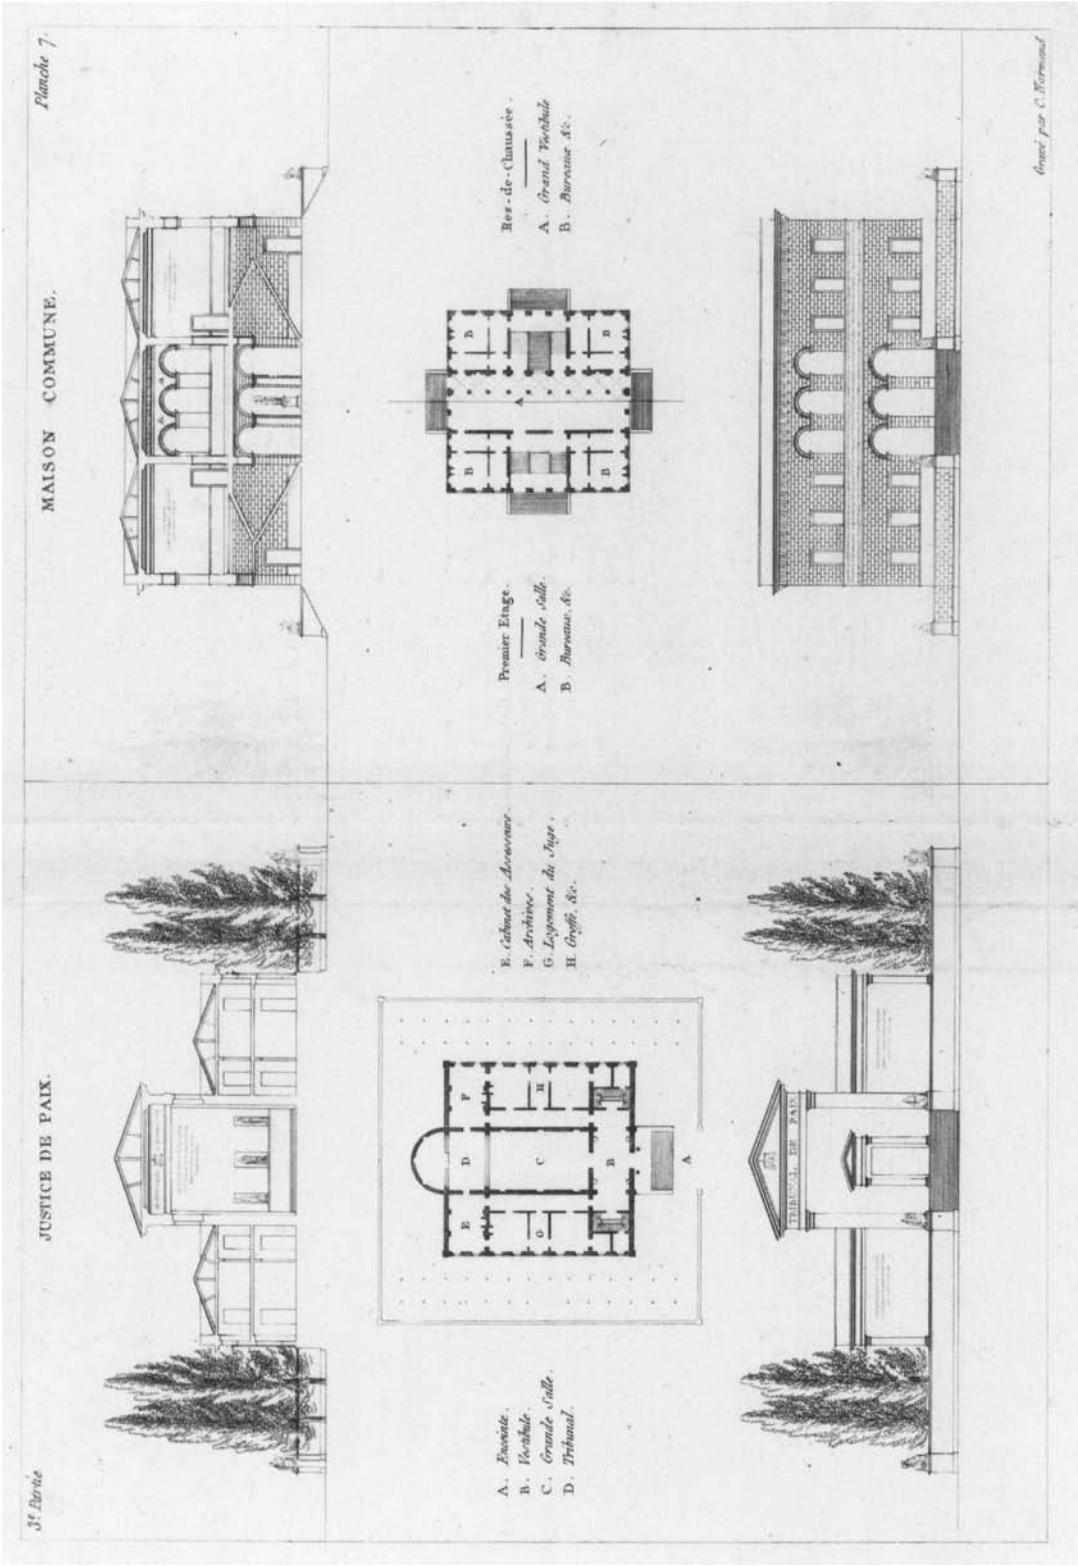 3.e Partie
Planche 7.
JUSTICE DE PAIX.
A. Enceinte.
B. Vestibule.
C. Grande Salle.
D. Tribunal.
E. Cabinet des Assesseurs.
F. Archives.
G. Logement du Juge.
H. Greffe, &c.
E
D
F
G
C
H
B
A
TRIBUNAL DE PAIX
MAISON COMMUNE.
Premier Etage.
A. Grande Salle.
B. Bureaux. &c.
Rez-de-Chaussée.
A. Grand Vestibule
B. Bureaux &c.
B
B
A
B
B
Gravé par C. Normand